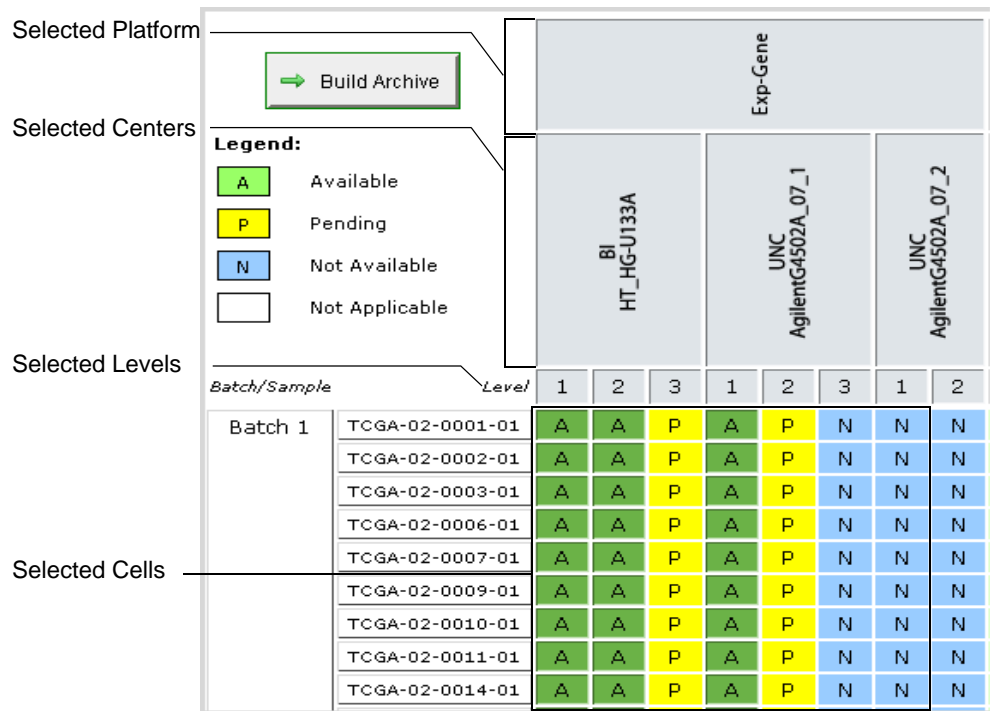 Selected Platform
Build Archive
Exp-Gene
Selected Centers
Legend:
A Available
P Pending
N Not Available
Not Applicable
BI
HT_HG-U133A
UNC
AgilentG4502A_07_1
UNC
AgilentG4502A_07_2
Selected Levels
Batch/Sample Level 1 2 3 1 2 3 1 2
Batch 1 TCGA-02-0001-01 A A P A P N N N
TCGA-02-0002-01 A A P A P N N N
TCGA-02-0003-01 A A P A P N N N
TCGA-02-0006-01 A A P A P N N N
TCGA-02-0007-01 A A P A P N N N
Selected Cells
TCGA-02-0009-01 A A P A P N N N
TCGA-02-0010-01 A A P A P N N N
TCGA-02-0011-01 A A P A P N N N
TCGA-02-0014-01 A A P A P N N N